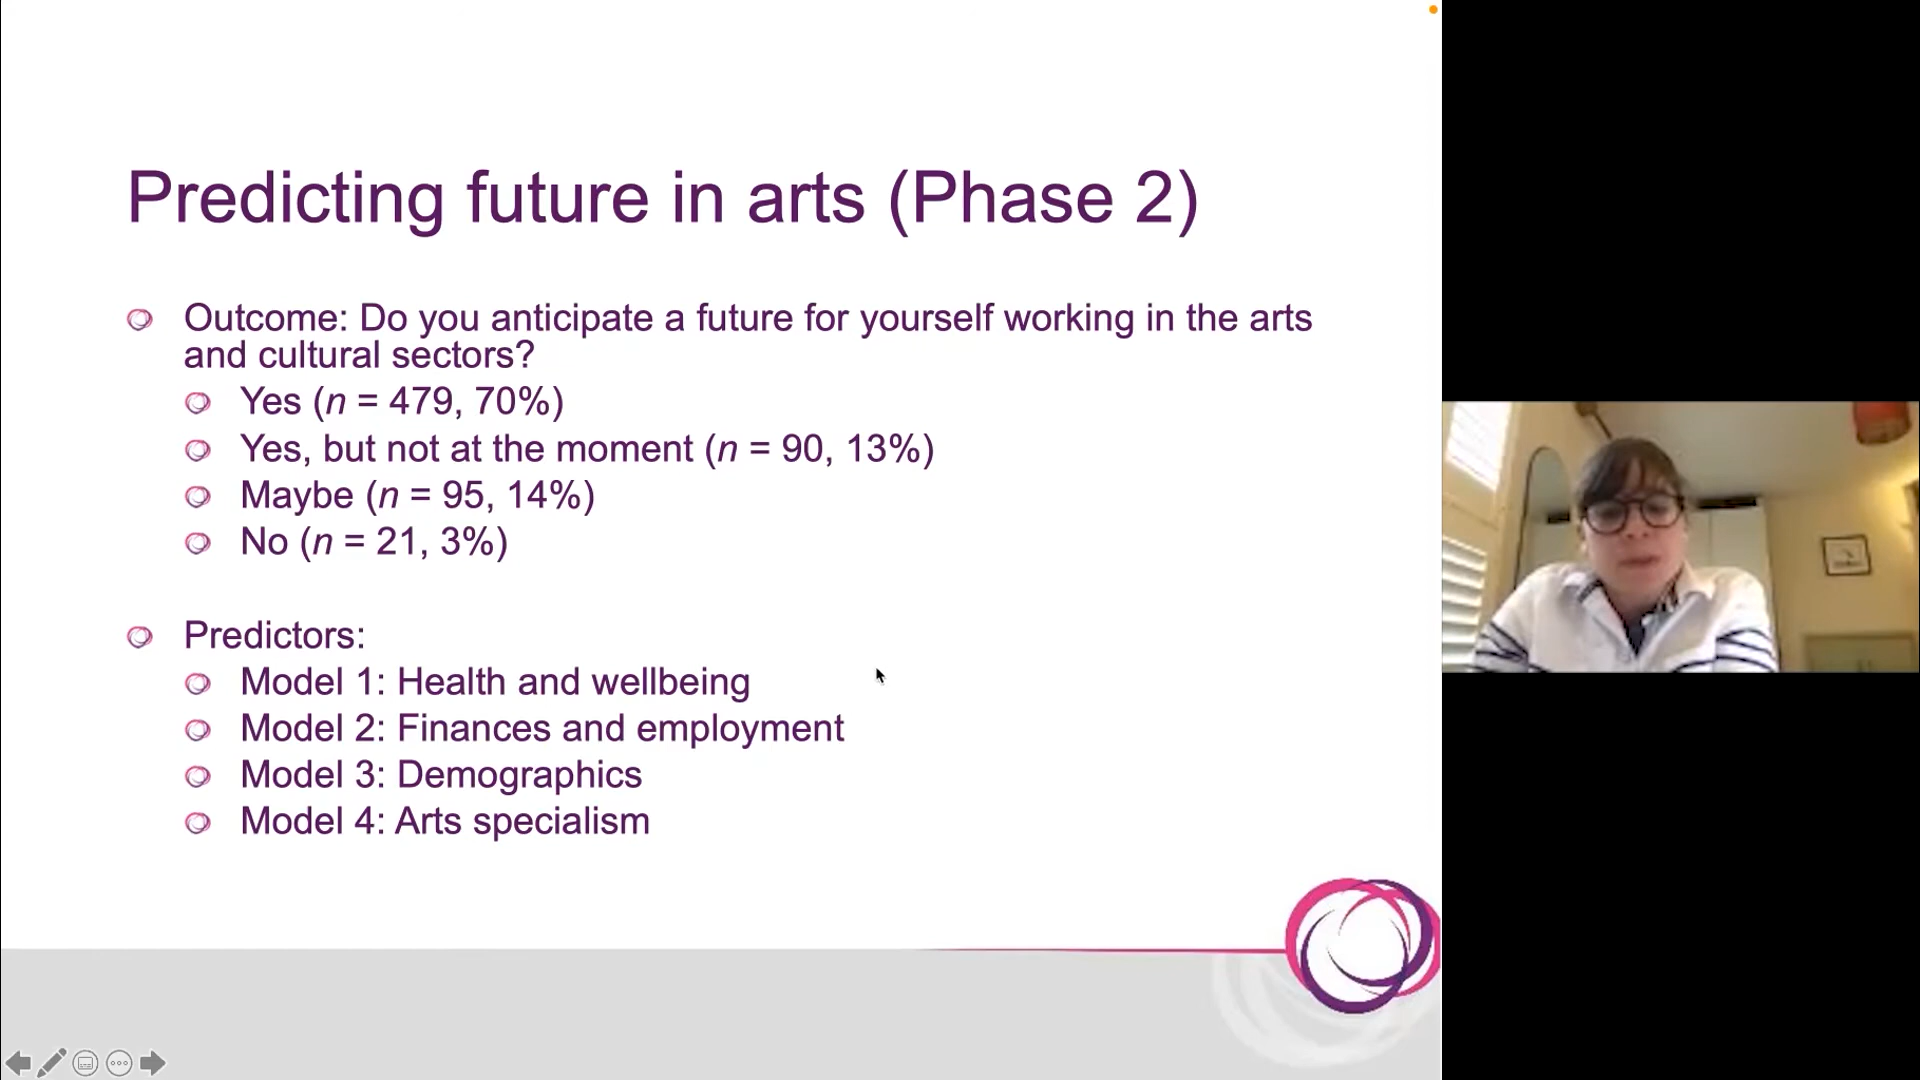 Predicting future in arts (Phase 2)
Outcome: Do you anticipate a future for yourself working in the arts
and cultural sectors?
Yes (n = 479, 70%)
Yes, but not at the moment (n = 90, 13%)
Maybe (n = 95, 14%)
No (n = 21, 3%)
Predictors:
Model 1: Health and wellbeing
Model 2: Finances and employment
Model 3: Demographics
Model 4: Arts specialism